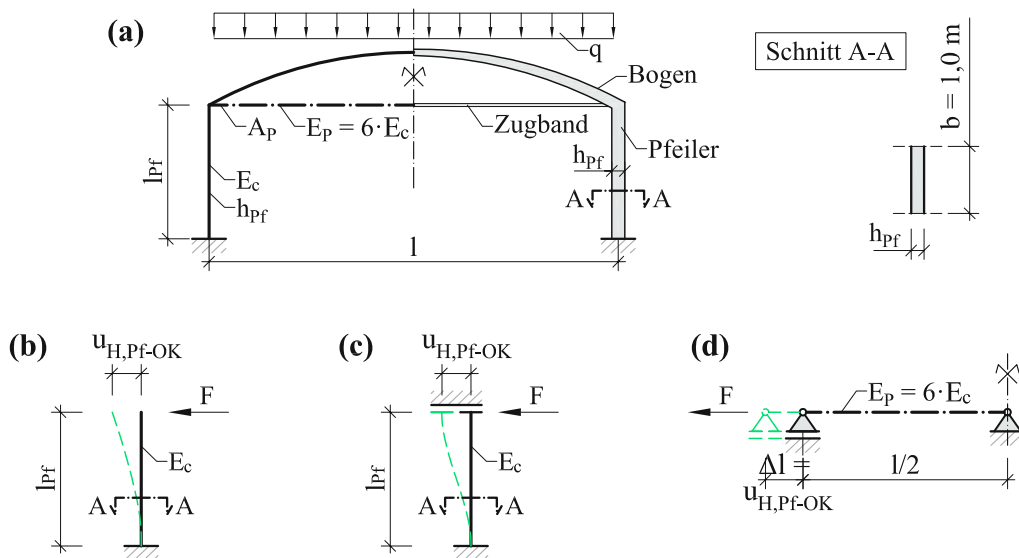 (a)
q
Schnitt A-A
b = 1,0 m
Bogen
A_P
E_P = 6·E_c
Zugband
Pfeiler
h_Pf
l_Pf
E_c
h_Pf
A A
l
h_Pf
(b)
u_H,Pf-OK
F
E_c
l_Pf
A A
(c)
u_H,Pf-OK
F
E_c
l_Pf
A A
(d)
F
E_P = 6·E_c
Δl = l/2
u_H,Pf-OK